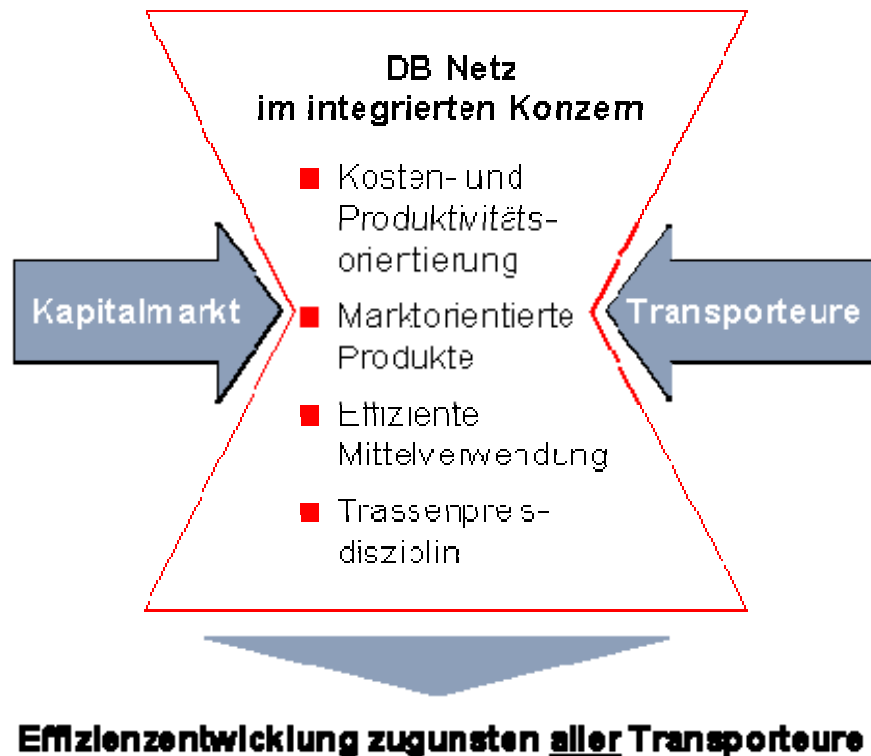 DB Netz
im integrierten Konzern
Kosten- und
Produktivitäts-
orientierung
Kapitalmarkt
Marktorientierte
Produkte
Transporteure
Effiziente
Mittelverwendung
Trassenpreis-
disziplin
Effizienzentwicklung zugunsten aller Transporteure